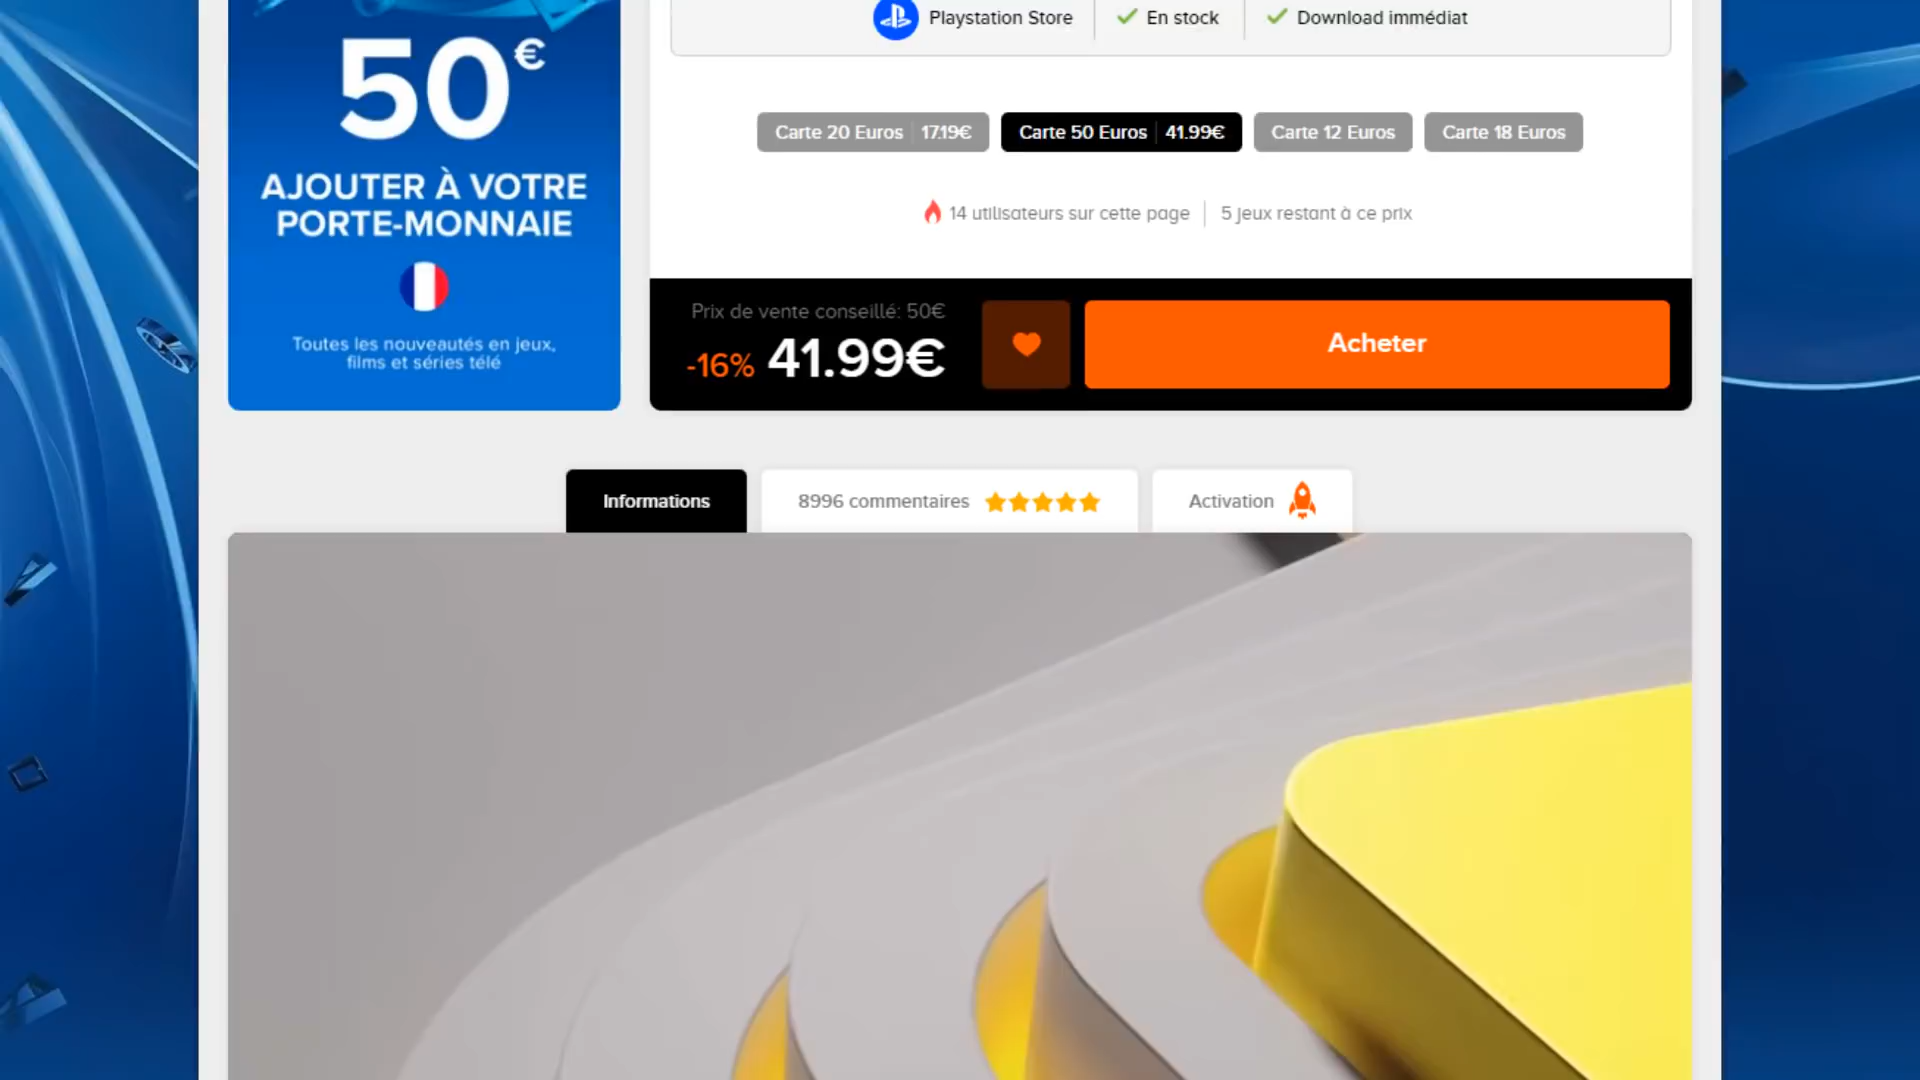 50€
AJOUTER À VOTRE
PORTE-MONNAIE
Toutes les nouveautés en jeux,
films et séries télé
Playstation Store
En stock
Download immédiat
Carte 20 Euros 17.19€
Carte 50 Euros 41.99€
Carte 12 Euros
Carte 18 Euros
14 utilisateurs sur cette page
5 jeux restant à ce prix
Prix de vente conseillé: 50€
-16% 41.99€
Acheter
Informations
8996 commentaires
Activation